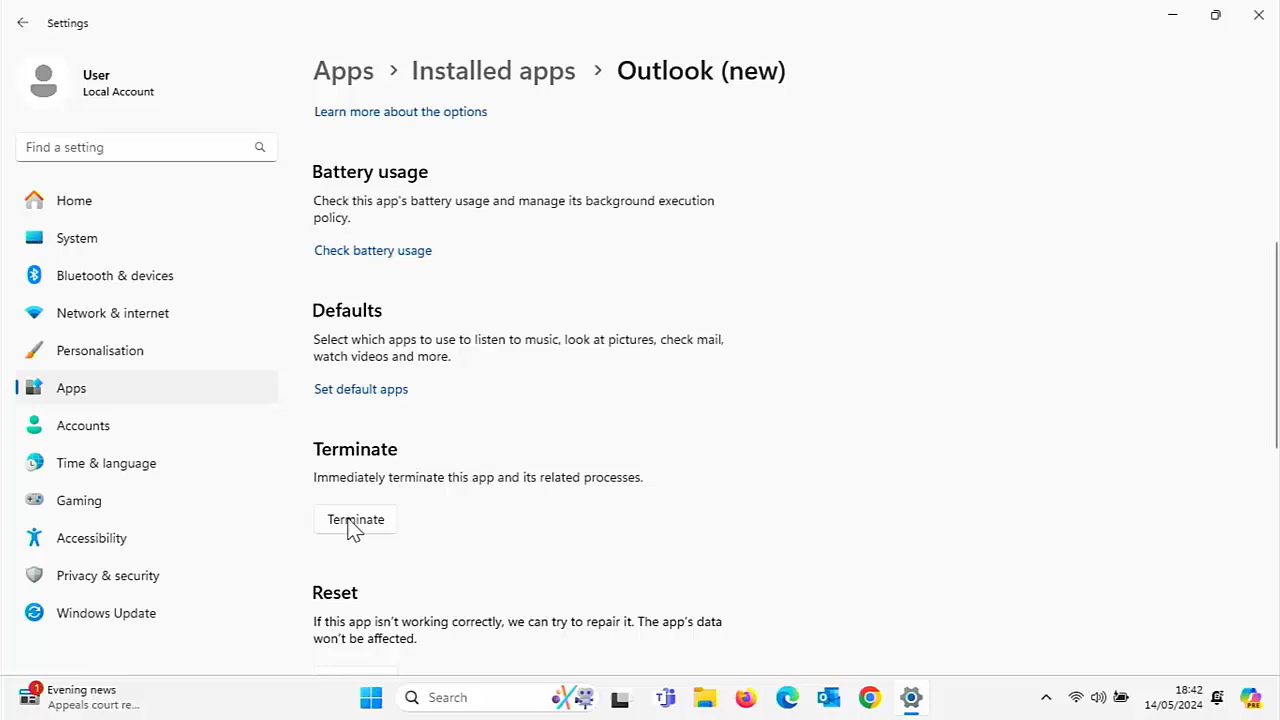 Settings
User
Local Account
Find a setting
Home
System
Bluetooth & devices
Network & internet
Personalisation
Apps
Accounts
Time & language
Gaming
Accessibility
Privacy & security
Windows Update
Apps > Installed apps > Outlook (new)
Learn more about the options
Battery usage
Check this app's battery usage and manage its background execution
policy.
Check battery usage
Defaults
Select which apps to use to listen to music, look at pictures, check mail,
watch videos and more.
Set default apps
Terminate
Immediately terminate this app and its related processes.
Terminate
Reset
If this app isn't working correctly, we can try to repair it. The app's data
won't be affected.
1
Evening news
Appeals court re...
Search
18:42
14/05/2024
PRE